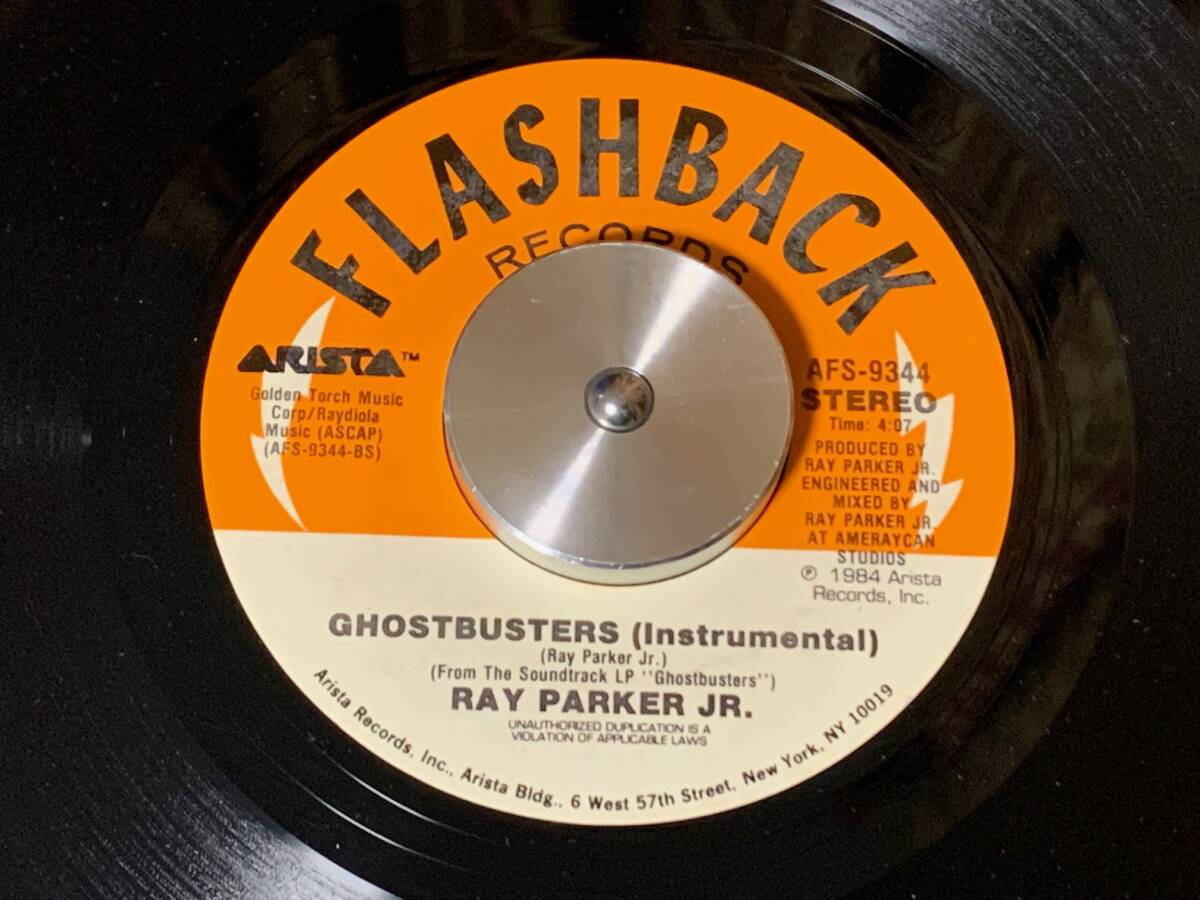 FLASHBACK
RECORDS
ARISTA™
Golden Torch Music
Corp/Raydiola
Music (ASCAP)
(AFS-9344-BS)
AFS-9344
STEREO
Time: 4:07
PRODUCED BY
RAY PARKER JR.
ENGINEERED AND
MIXED BY
RAY PARKER JR.
AT AMERAYCAN
STUDIOS
℗ 1984 Arista
Records, Inc.
GHOSTBUSTERS (Instrumental)
(Ray Parker Jr.)
(From The Soundtrack LP "Ghostbusters")
RAY PARKER JR.
UNAUTHORIZED DUPLICATION IS A
VIOLATION OF APPLICABLE LAWS
Arista Records, Inc., Arista Bldg., 6 West 57th Street, New York, NY 10019